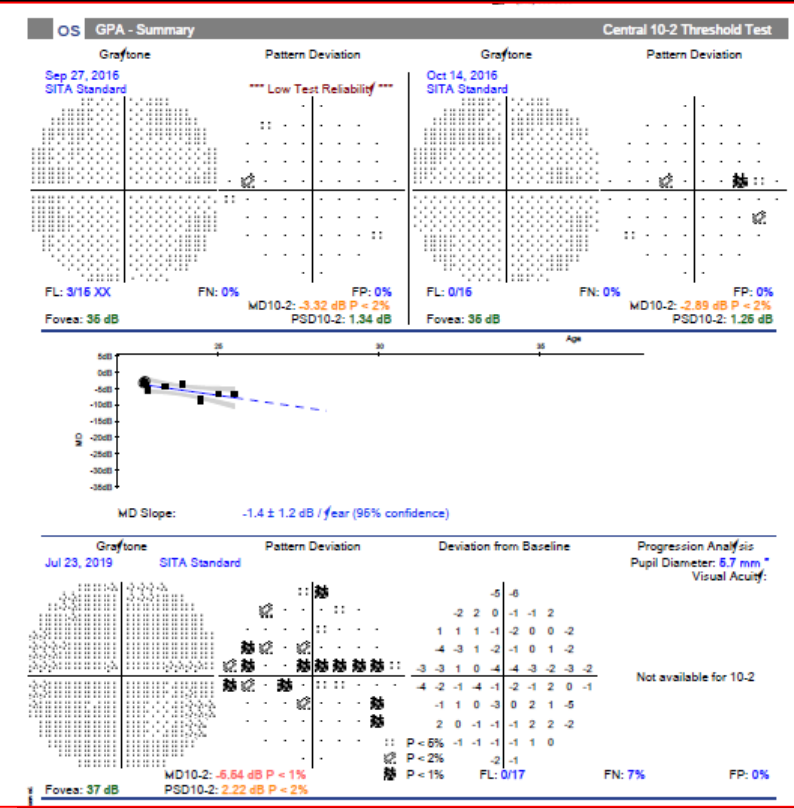 OS GPA - Summary Central 10-2 Threshold Test
Graytone Pattern Deviation Graytone Pattern Deviation
Sep 27, 2016 Oct 14, 2016
SITA Standard *** Low Test Reliability *** SITA Standard
FL: 3/15 XX FN: 0% FP: 0% FL: 0/16 FN: 0% FP: 0%
MD10-2: -3.32 dB P < 2% MD10-2: -2.89 dB P < 2%
Fovea: 35 dB PSD10-2: 1.34 dB Fovea: 35 dB PSD10-2: 1.25 dB
25 30 35 Age
5dB
0dB
-5dB
-10dB
-15dB
MD -20dB
-25dB
-30dB
-35dB
MD Slope: -1.4 ± 1.2 dB / year (95% confidence)
Graytone Pattern Deviation Deviation from Baseline Progression Analysis
Jul 23, 2019 SITA Standard Pupil Diameter: 5.7 mm *
Visual Acuity:
-5 -6
-2 2 0 -1 -1 2
1 1 1 -1 -2 0 0 -2
-4 -3 1 -2 -1 0 1 -2
-3 -3 1 0 -4 -4 -3 -2 -3 -2
Not available for 10-2
-4 -2 -1 -4 -1 -2 -1 2 0 -1
-1 1 0 -3 0 2 1 -5
2 0 -1 -1 -1 2 2 -2
P < 5% -1 -1 -1 -1 1 0
P < 2% -2 -1
MD10-2: dB P < 1% P < 1% FL: 0/17 FN: 7% FP: 0%
Fovea: 37 dB PSD10-2: 2.22 dB P < 2%